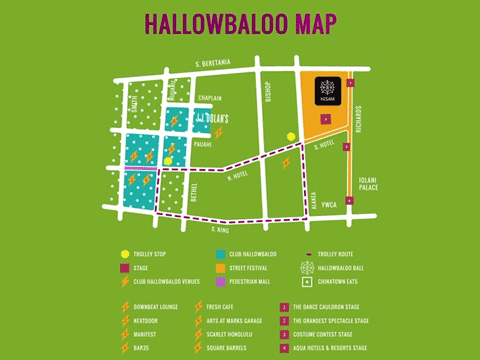 HALLOWBALOO MAP
S. BERETANIA
SMITH
NUUANU
CHAPLAIN
BISHOP
HiSAM
1
RICHARDS
J.J. DOLAN'S
4
PAUAHI
S. HOTEL
5
N. HOTEL
BETHEL
ALAKEA
IOLANI
PALACE
YWCA
S. KING
TROLLEY STOP
CLUB HALLOWBALOO
TROLLEY ROUTE
STAGE
STREET FESTIVAL
HALLOWBALOO BALL
CLUB HALLOWBALOO VENUES
PEDESTRIAN MALL
CHINATOWN EATS
DOWNBEAT LOUNGE
FRESH CAFE
1 THE DANCE CAULDRON STAGE
NEXTDOOR
ARTS AT MARKS GARAGE
2 THE GRANDEST SPECTACLE STAGE
MANIFEST
SCARLET HONOLULU
3 COSTUME CONTEST STAGE
BAR35
SQUARE BARRELS
4 AQUA HOTELS & RESORTS STAGE